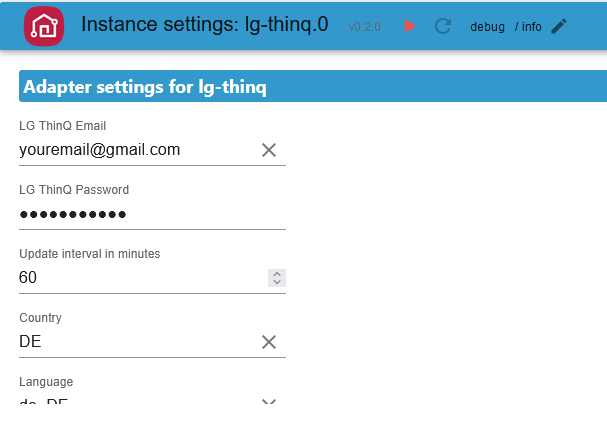 Instance settings: lg-thinq.0 v0.2.0 debug / info
Adapter settings for lg-thinq
LG ThinQ Email
youremail@gmail.com
LG ThinQ Password
●●●●●●●●●●●
Update interval in minutes
60
Country
DE
Language